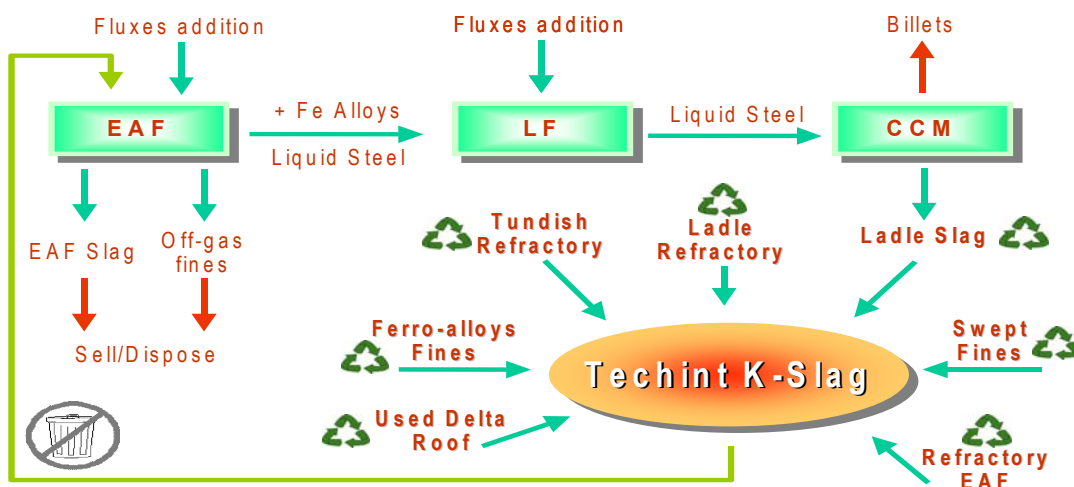 Fluxes addition
Fluxes addition
Billets
EAF
+ Fe Alloys
Liquid Steel
LF
Liquid Steel
CCM
EAF Slag
Off-gas
fines
Tundish
Refractory
Ladle
Refractory
Ladle Slag
Sell/Dispose
Ferro-alloys
Fines
Techint K-Slag
Swept
Fines
Used Delta
Roof
Refractory
EAF